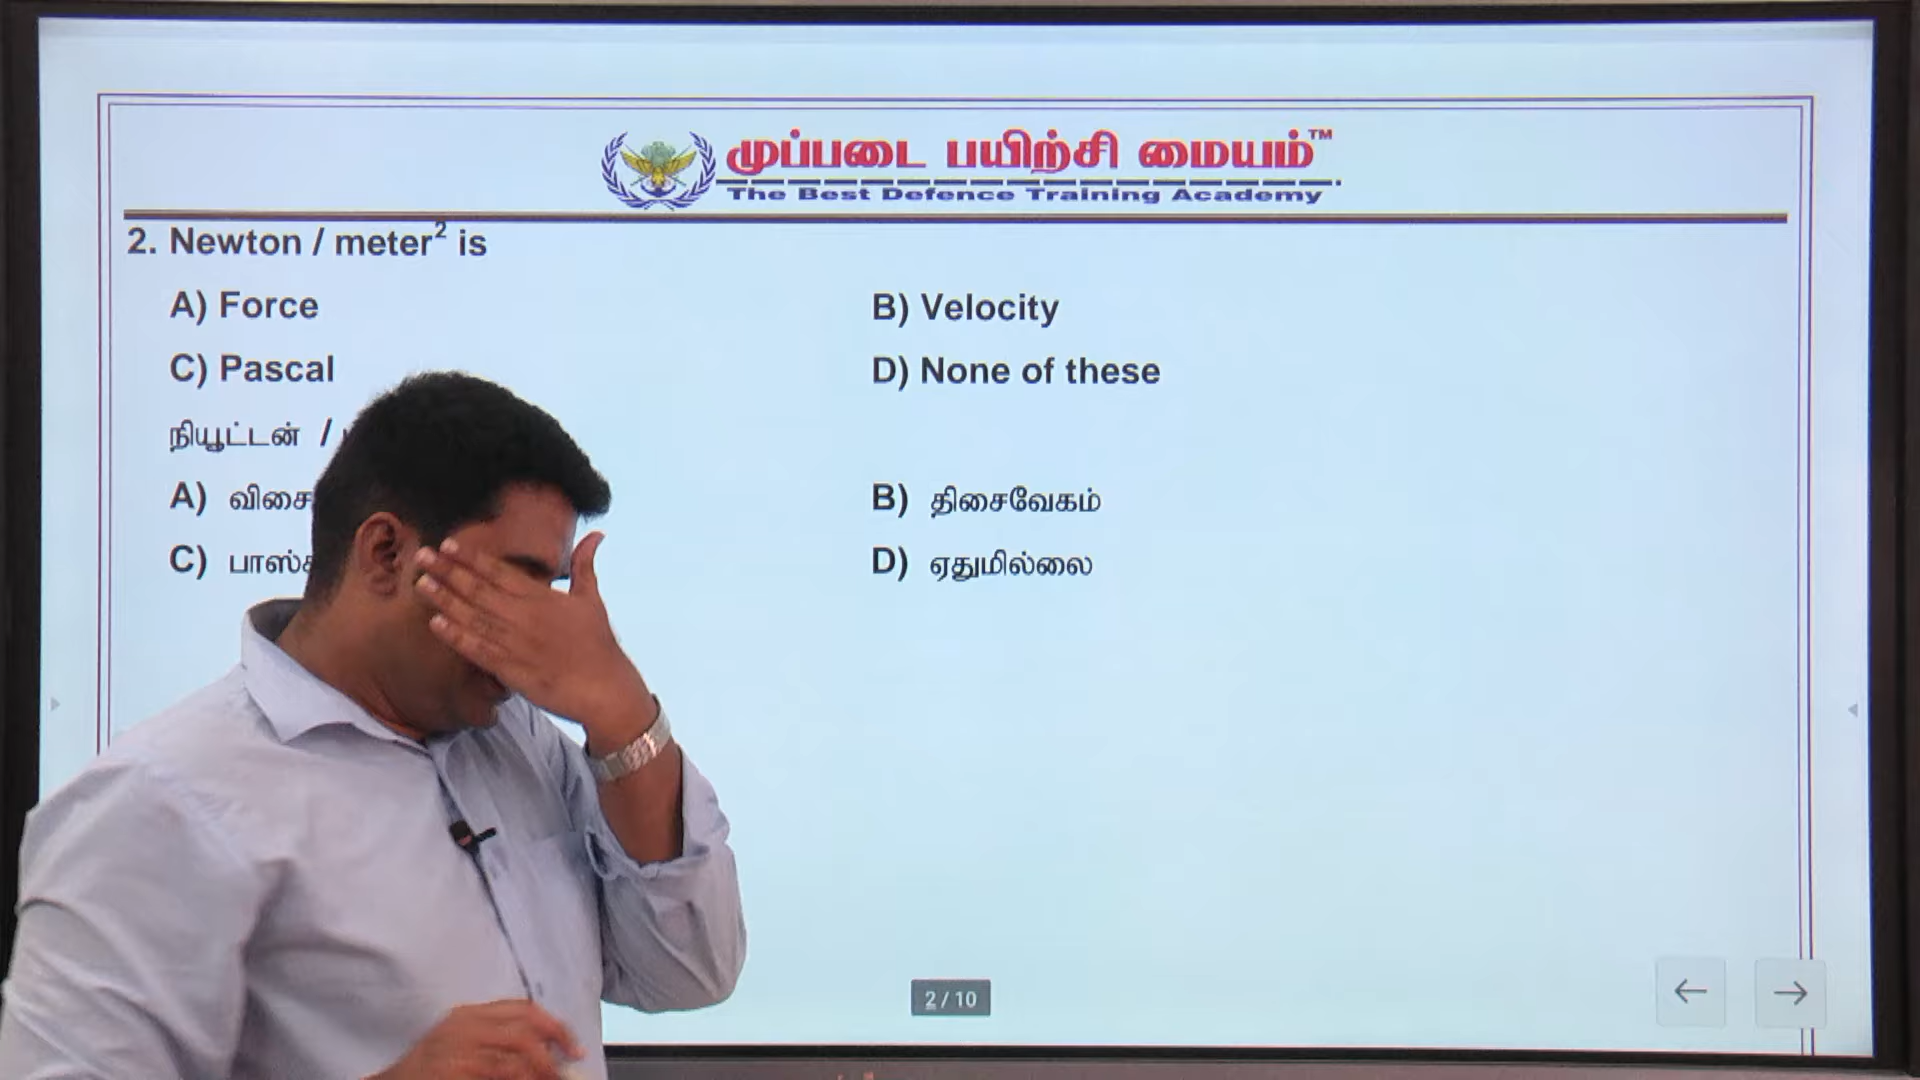 முப்படை பயிற்சி மையம்™
The Best Defence Training Academy
2. Newton / meter² is
A) Force
B) Velocity
C) Pascal
D) None of these
நியூட்டன் /
A) விசை
B) திசைவேகம்
C)
D) ஏதுமில்லை
2 / 10